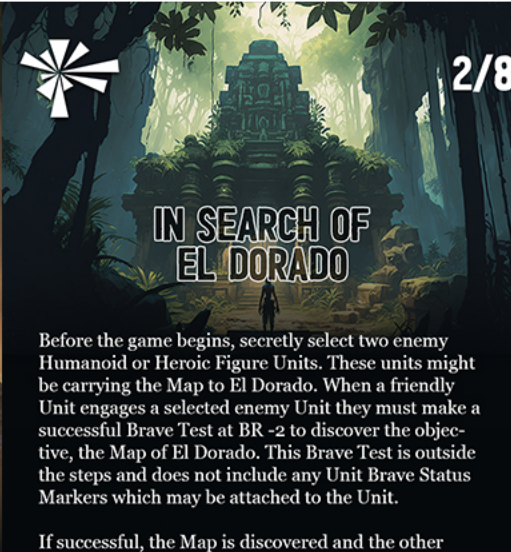 2/8
IN SEARCH OF
EL DORADO
Before the game begins, secretly select two enemy
Humanoid or Heroic Figure Units. These units might
be carrying the Map to El Dorado. When a friendly
Unit engages a selected enemy Unit they must make a
successful Brave Test at BR -2 to discover the objec-
tive, the Map of El Dorado. This Brave Test is outside
the steps and does not include any Unit Brave Status
Markers which may be attached to the Unit.
If successful, the Map is discovered and the other